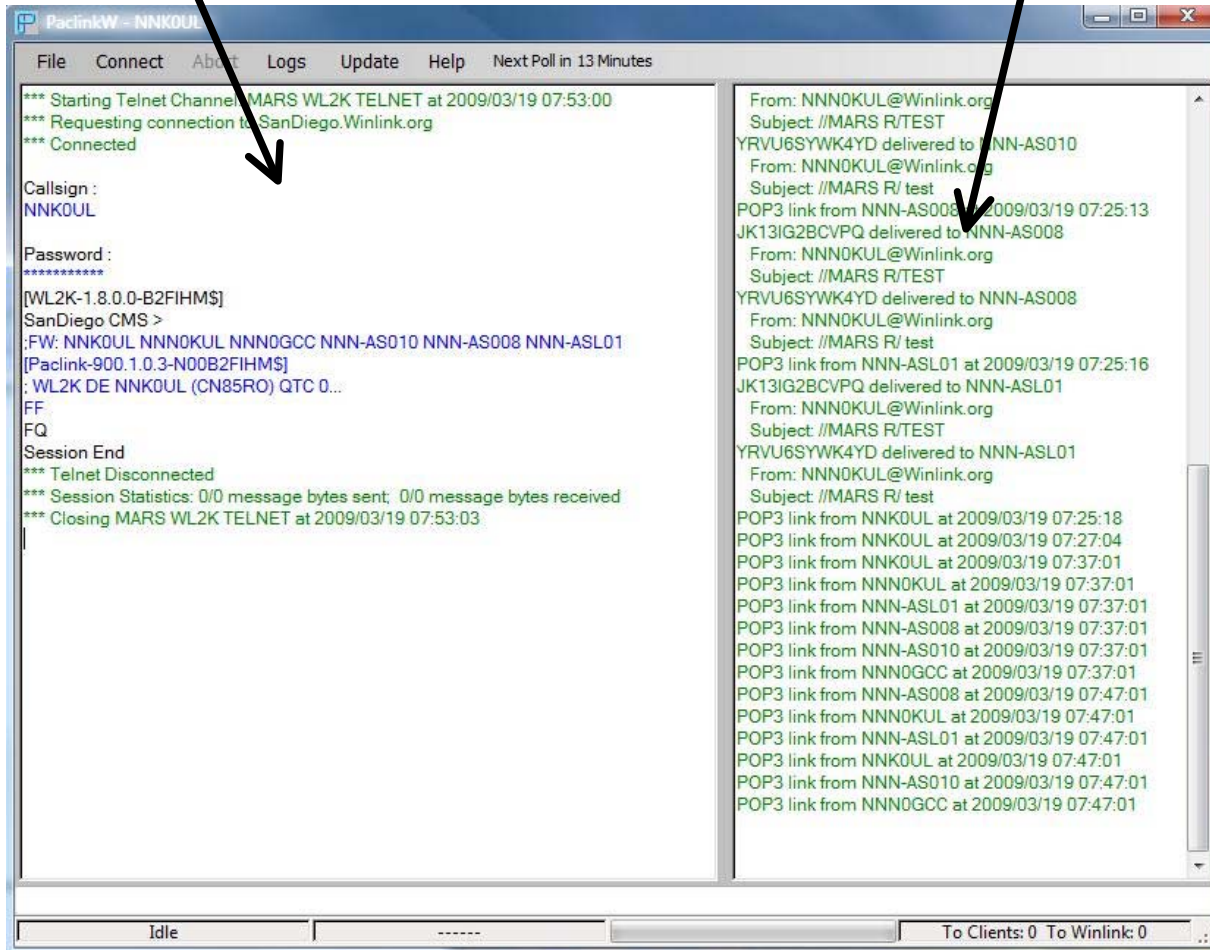 PaclinkW - NNK0UL
File Connect Abort Logs Update Help Next Poll in 13 Minutes
*** Starting Telnet Channel: MARS WL2K TELNET at 2009/03/19 07:53:00
*** Requesting connection to SanDiego.Winlink.org
*** Connected
Callsign :
NNK0UL
Password :
***********
[WL2K-1.8.0.0-B2FIHM$]
SanDiego CMS >
;FW: NNK0UL NNN0KUL NNN0GCC NNN-AS010 NNN-AS008 NNN-ASL01
[Paclink-900.1.0.3-N00B2FIHM$]
; WL2K DE NNK0UL (CN85RO) QTC 0...
FF
FQ
Session End
*** Telnet Disconnected
*** Session Statistics: 0/0 message bytes sent; 0/0 message bytes received
*** Closing MARS WL2K TELNET at 2009/03/19 07:53:03
From: NNN0KUL@Winlink.org
Subject: //MARS R/TEST
YRVU6SYWK4YD delivered to NNN-AS010
From: NNN0KUL@Winlink.org
Subject: //MARS R/ test
POP3 link from NNN-AS008 at 2009/03/19 07:25:13
JK13IG2BCVPQ delivered to NNN-AS008
From: NNN0KUL@Winlink.org
Subject: //MARS R/TEST
YRVU6SYWK4YD delivered to NNN-AS008
From: NNN0KUL@Winlink.org
Subject: //MARS R/ test
POP3 link from NNN-ASL01 at 2009/03/19 07:25:16
JK13IG2BCVPQ delivered to NNN-ASL01
From: NNN0KUL@Winlink.org
Subject: //MARS R/TEST
YRVU6SYWK4YD delivered to NNN-ASL01
From: NNN0KUL@Winlink.org
Subject: //MARS R/ test
POP3 link from NNK0UL at 2009/03/19 07:25:18
POP3 link from NNK0UL at 2009/03/19 07:27:04
POP3 link from NNK0UL at 2009/03/19 07:37:01
POP3 link from NNN0KUL at 2009/03/19 07:37:01
POP3 link from NNN-ASL01 at 2009/03/19 07:37:01
POP3 link from NNN-AS008 at 2009/03/19 07:37:01
POP3 link from NNN-AS010 at 2009/03/19 07:37:01
POP3 link from NNN0GCC at 2009/03/19 07:37:01
POP3 link from NNN-AS008 at 2009/03/19 07:47:01
POP3 link from NNN0KUL at 2009/03/19 07:47:01
POP3 link from NNN-ASL01 at 2009/03/19 07:47:01
POP3 link from NNK0UL at 2009/03/19 07:47:01
POP3 link from NNN-AS010 at 2009/03/19 07:47:01
POP3 link from NNN0GCC at 2009/03/19 07:47:01
Idle ------ To Clients: 0 To Winlink: 0